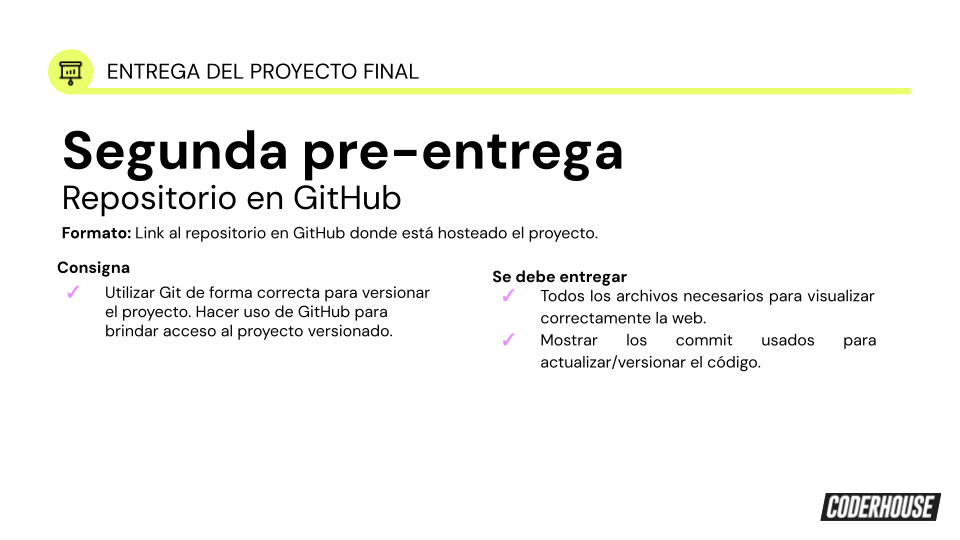 ENTREGA DEL PROYECTO FINAL
Segunda pre-entrega
Repositorio en GitHub
Formato: Link al repositorio en GitHub donde está hosteado el proyecto.
Consigna
✓ Utilizar Git de forma correcta para versionar
el proyecto. Hacer uso de GitHub para
brindar acceso al proyecto versionado.
Se debe entregar
✓ Todos los archivos necesarios para visualizar
correctamente la web.
✓ Mostrar los commit usados para
actualizar/versionar el código.
CODERHOUSE